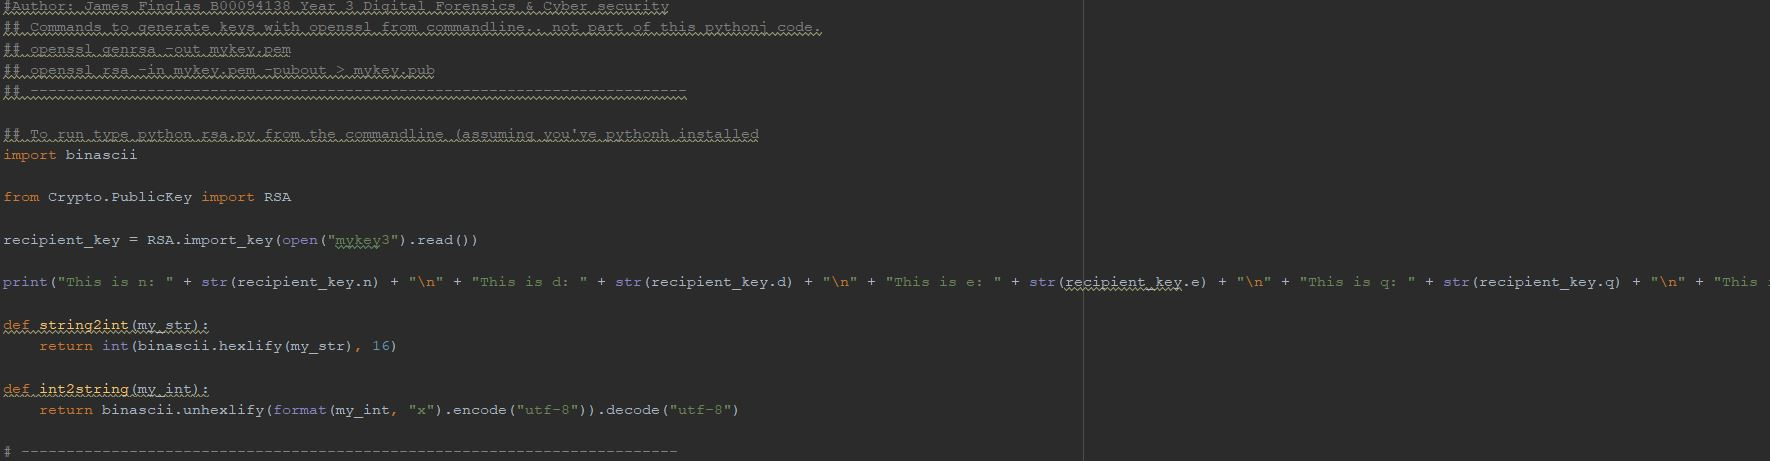 #Author: James Finglas B00094138 Year 3 Digital Forensics & Cyber security
## Commands to generate keys with openssl from commandline.. not part of this pythonj code.
## openssl genrsa -out mykey.pem
## openssl rsa -in mykey.pem -pubout > mykey.pub
## -------------------------------------------------------------------------
## To run type python rsa.py from the commandline (assuming you've pythonh installed
import binascii
from Crypto.PublicKey import RSA
recipient_key = RSA.import_key(open("mykey3").read())
print("This is n: " + str(recipient_key.n) + "\n" + "This is d: " + str(recipient_key.d) + "\n" + "This is e: " + str(recipient_key.e) + "\n" + "This is q: " + str(recipient_key.q) + "\n" + "This
def string2int(my_str):
    return int(binascii.hexlify(my_str), 16)
def int2string(my_int):
    return binascii.unhexlify(format(my_int, "x").encode("utf-8")).decode("utf-8")
# -------------------------------------------------------------------------